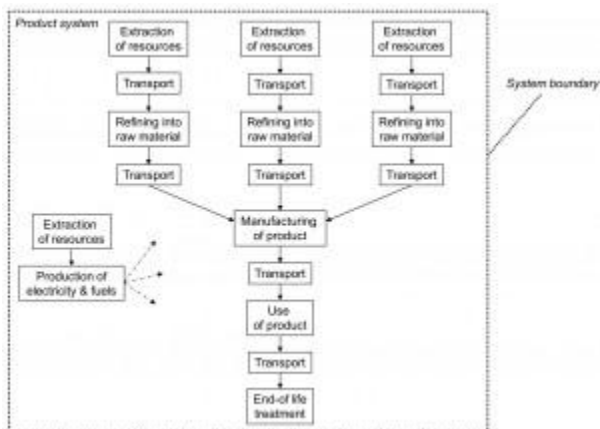 Product system
Extraction
of resources
Extraction
of resources
Extraction
of resources
System boundary
Transport
Transport
Transport
Refining into
raw material
Refining into
raw material
Refining into
raw material
Transport
Transport
Transport
Extraction
of resources
Manufacturing
of product
Production of
electricity & fuels
Transport
Use
of product
Transport
End-of life
treatment